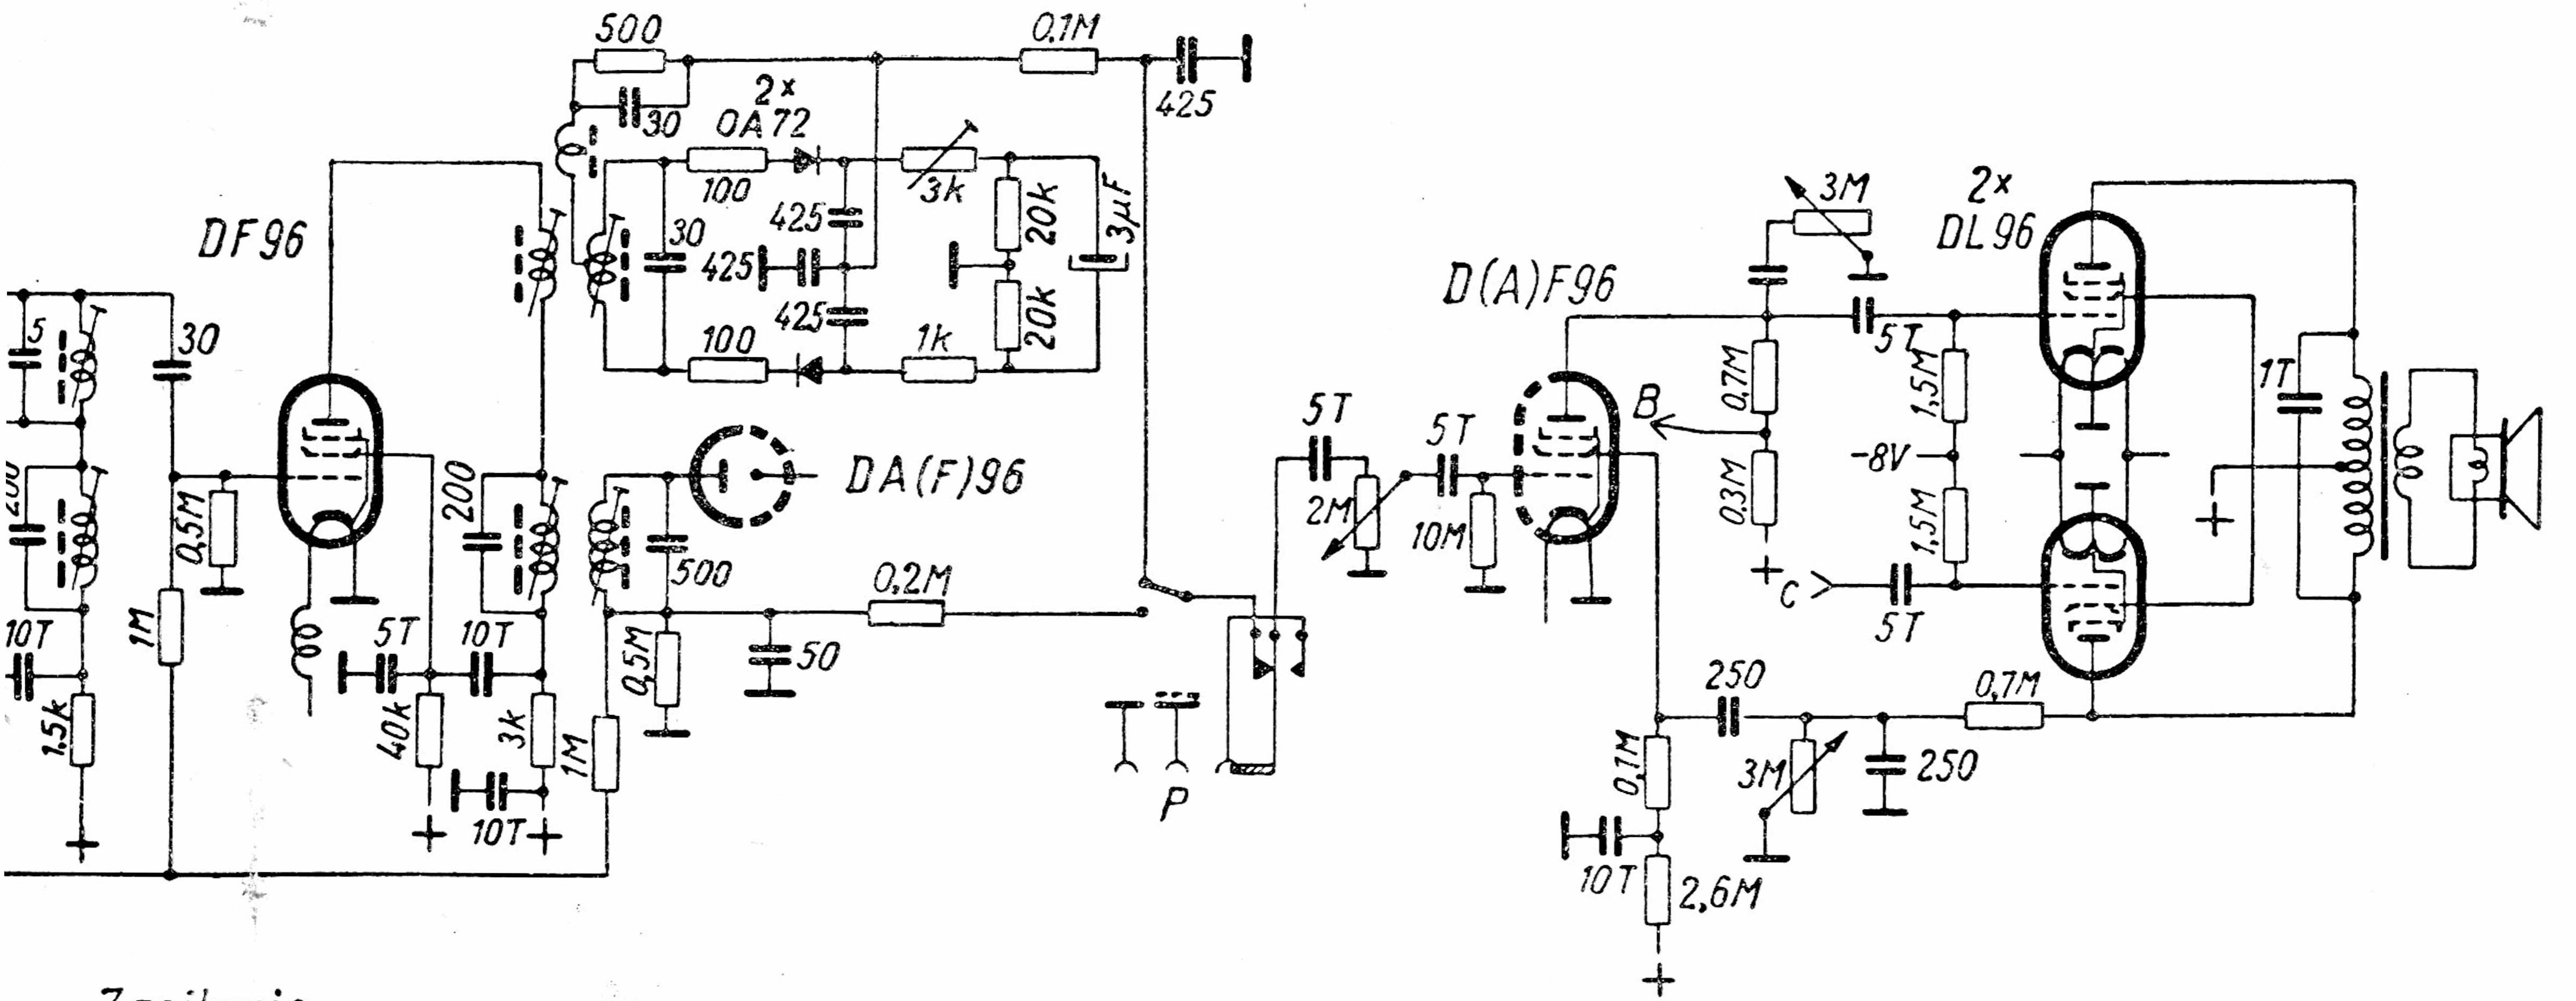 500
30
2×
OA72
0.1M
425
100
3k
DF96
30
425
425
425
20k
20k
3µF
100
1k
5
30
DA(F)96
200
500
0,5M
1M
10T
1.5k
5T
10T
40k
3k
10T
1M
0,5M
50
0.2M
P
D(A)F96
5T
2M
5T
10M
3M
2×
DL96
5T
0,7M
B
0.3M
1,5M
-8V
1,5M
C
5T
1T
250
0,7M
3M
250
0,1M
10T
2,6M